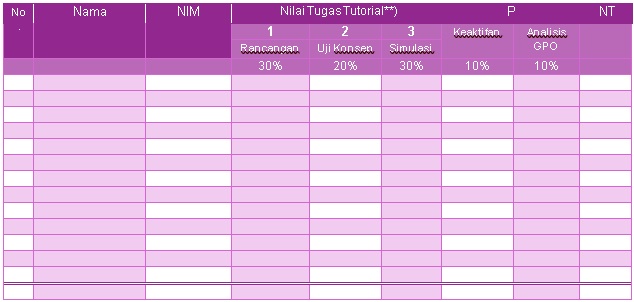 No Nama NIM Nilai Tugas Tutorial**) P NT
.
1 2 3 Keaktifan Analisis
Rancangan Uji Konsen Simulasi GPO
30% 20% 30% 10% 10%